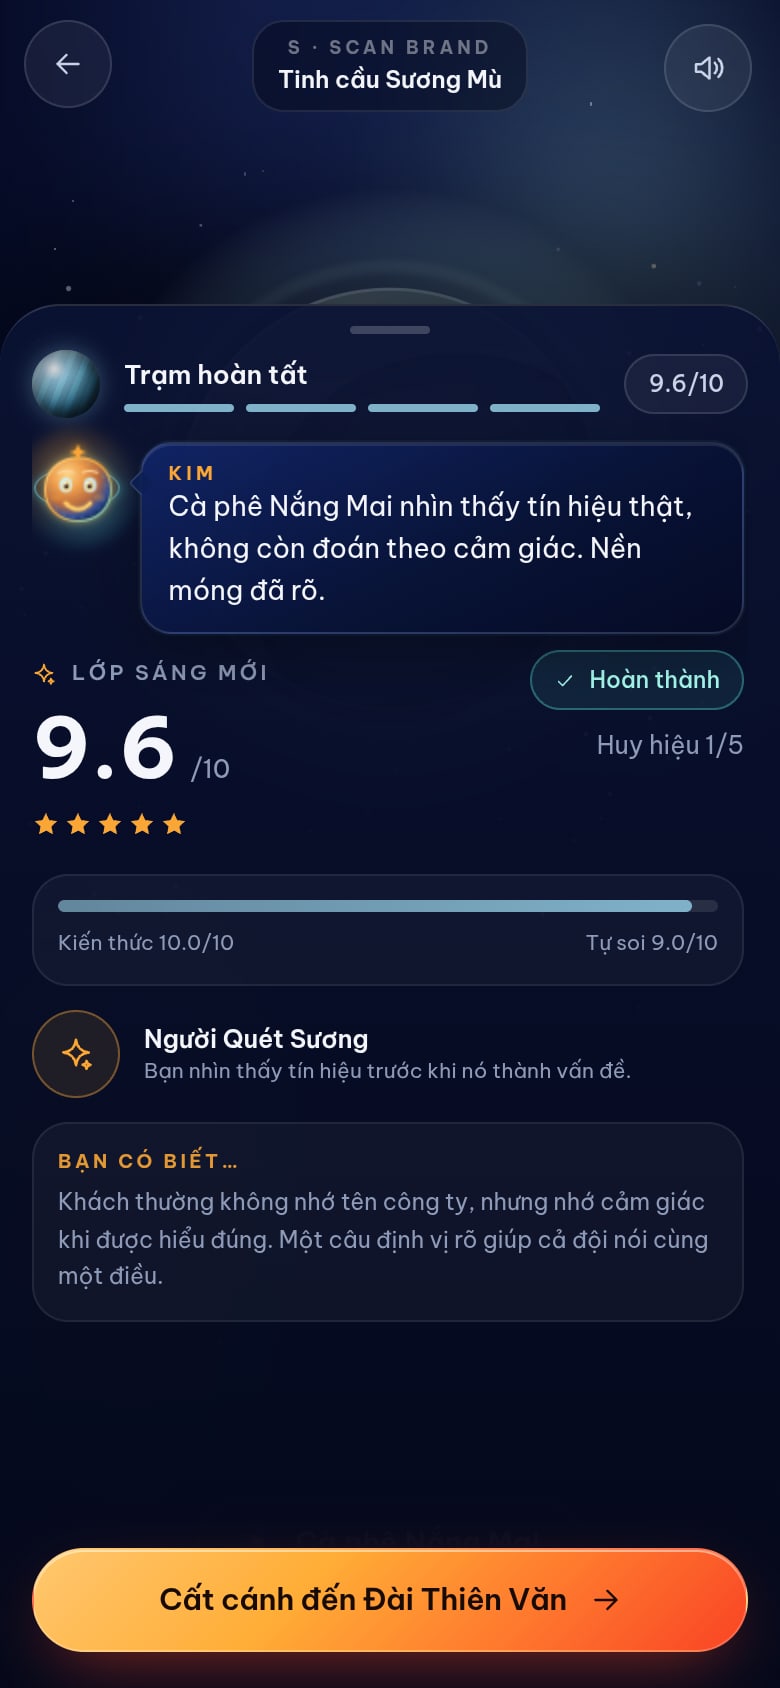 S · SCAN BRAND
Tinh cầu Sương Mù
Trạm hoàn tất
9.6/10
KIM
Cà phê Nắng Mai nhìn thấy tín hiệu thật,
không còn đoán theo cảm giác. Nền
móng đã rõ.
LỚP SÁNG MỚI
Hoàn thành
9.6 /10
Huy hiệu 1/5
Kiến thức 10.0/10
Tự soi 9.0/10
Người Quét Sương
Bạn nhìn thấy tín hiệu trước khi nó thành vấn đề.
BẠN CÓ BIẾT…
Khách thường không nhớ tên công ty, nhưng nhớ cảm giác
khi được hiểu đúng. Một câu định vị rõ giúp cả đội nói cùng
một điều.
Cà phê Nắng Mai
Cất cánh đến Đài Thiên Văn